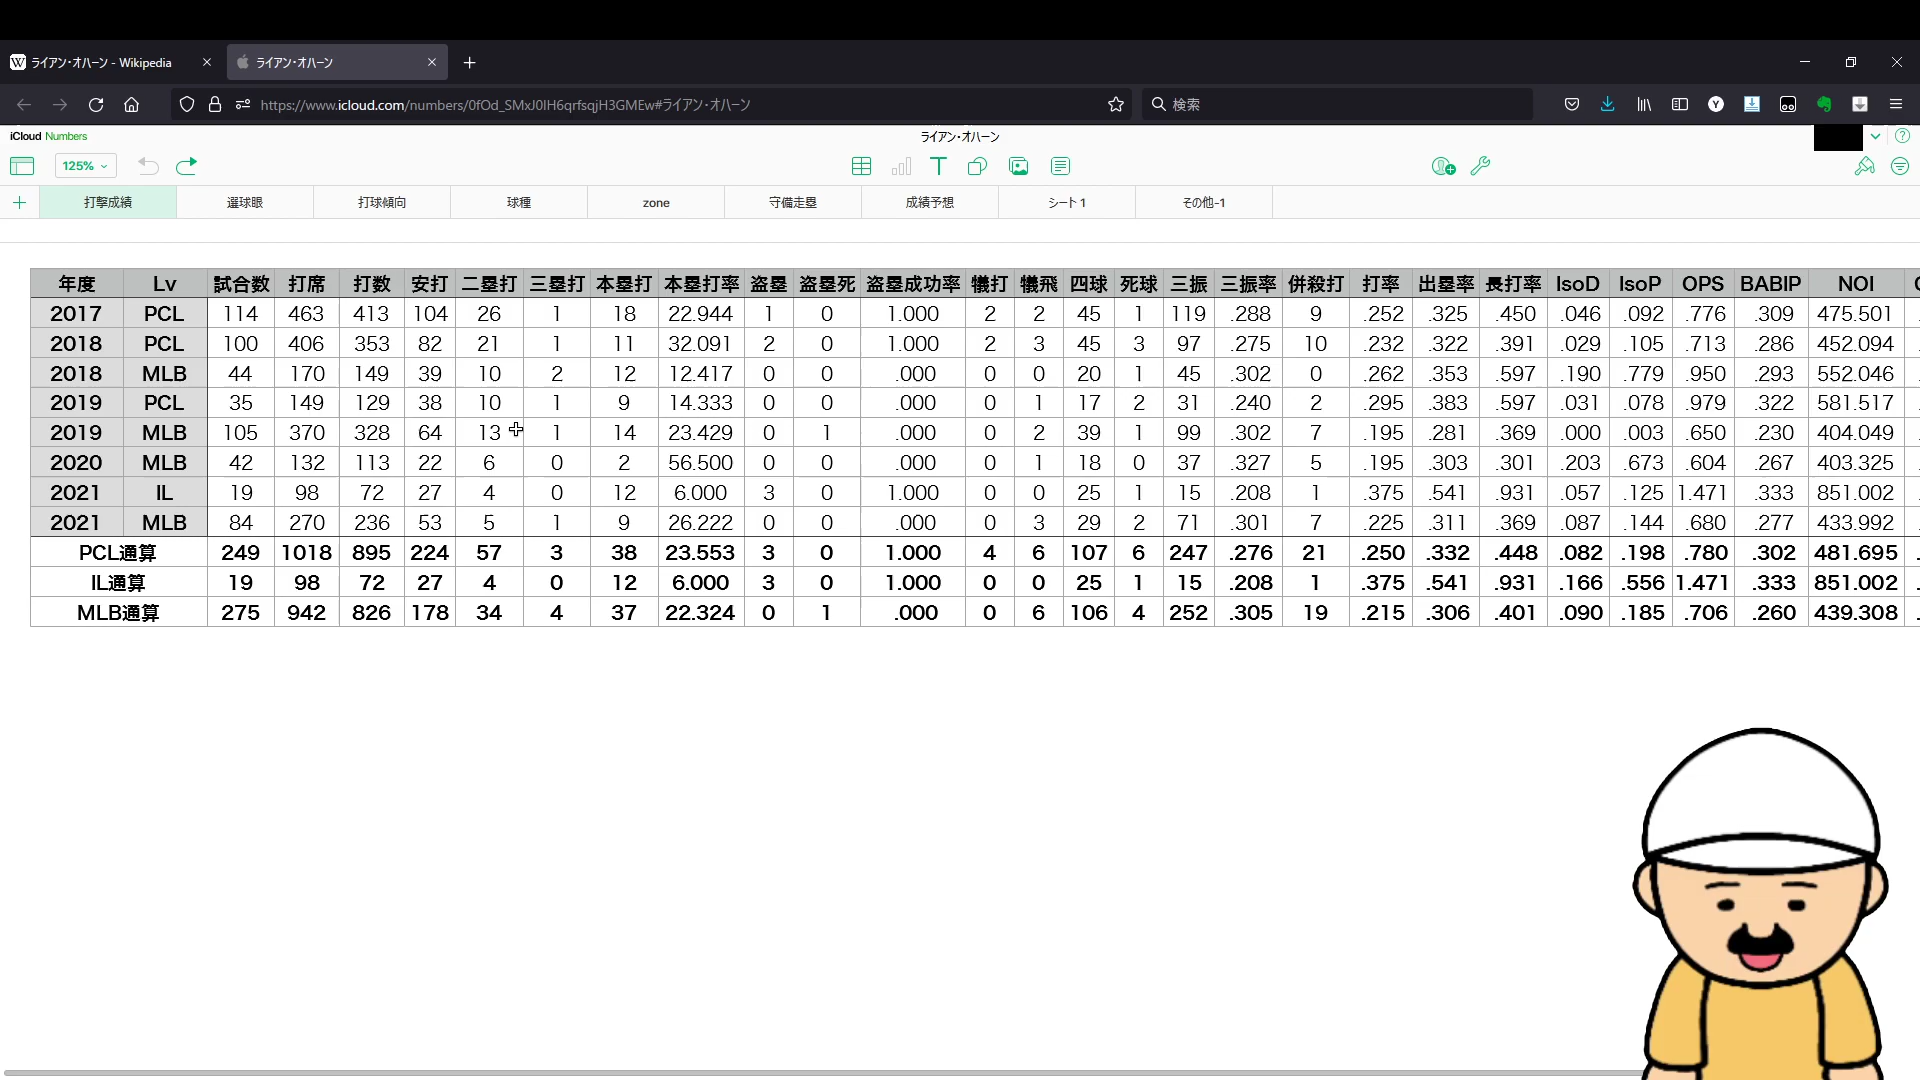 ライアン・オハーン - Wikipedia
ライアン・オハーン
https://www.icloud.com/numbers/0fOd_SMxJ0IH6qrfsqjH3GMEw#ライアン・オハーン
検索
iCloud Numbers
ライアン・オハーン
125%
打撃成績 選球眼 打球傾向 球種 zone 守備走塁 成績予想 シート 1 その他-1
年度 Lv 試合数 打席 打数 安打 二塁打 三塁打 本塁打 本塁打率 盗塁 盗塁死 盗塁成功率 犠打 犠飛 四球 死球 三振 三振率 併殺打 打率 出塁率 長打率 IsoD IsoP OPS BABIP NOI
2017 PCL 114 463 413 104 26 1 18 22.944 1 0 1.000 2 2 45 1 119 .288 9 .252 .325 .450 .046 .092 .776 .309 475.501
2018 PCL 100 406 353 82 21 1 11 32.091 2 0 1.000 2 3 45 3 97 .275 10 .232 .322 .391 .029 .105 .713 .286 452.094
2018 MLB 44 170 149 39 10 2 12 12.417 0 0 .000 0 0 20 1 45 .302 0 .262 .353 .597 .190 .779 .950 .293 552.046
2019 PCL 35 149 129 38 10 1 9 14.333 0 0 .000 0 1 17 2 31 .240 2 .295 .383 .597 .031 .078 .979 .322 581.517
2019 MLB 105 370 328 64 13 1 14 23.429 0 1 .000 0 2 39 1 99 .302 7 .195 .281 .369 .000 .003 .650 .230 404.049
2020 MLB 42 132 113 22 6 0 2 56.500 0 0 .000 0 1 18 0 37 .327 5 .195 .303 .301 .203 .673 .604 .267 403.325
2021 IL 19 98 72 27 4 0 12 6.000 3 0 1.000 0 0 25 1 15 .208 1 .375 .541 .931 .057 .125 1.471 .333 851.002
2021 MLB 84 270 236 53 5 1 9 26.222 0 0 .000 0 3 29 2 71 .301 7 .225 .311 .369 .087 .144 .680 .277 433.992
PCL通算 249 1018 895 224 57 3 38 23.553 3 0 1.000 4 6 107 6 247 .276 21 .250 .332 .448 .082 .198 .780 .302 481.695
IL通算 19 98 72 27 4 0 12 6.000 3 0 1.000 0 0 25 1 15 .208 1 .375 .541 .931 .166 .556 1.471 .333 851.002
MLB通算 275 942 826 178 34 4 37 22.324 0 1 .000 0 6 106 4 252 .305 19 .215 .306 .401 .090 .185 .706 .260 439.308